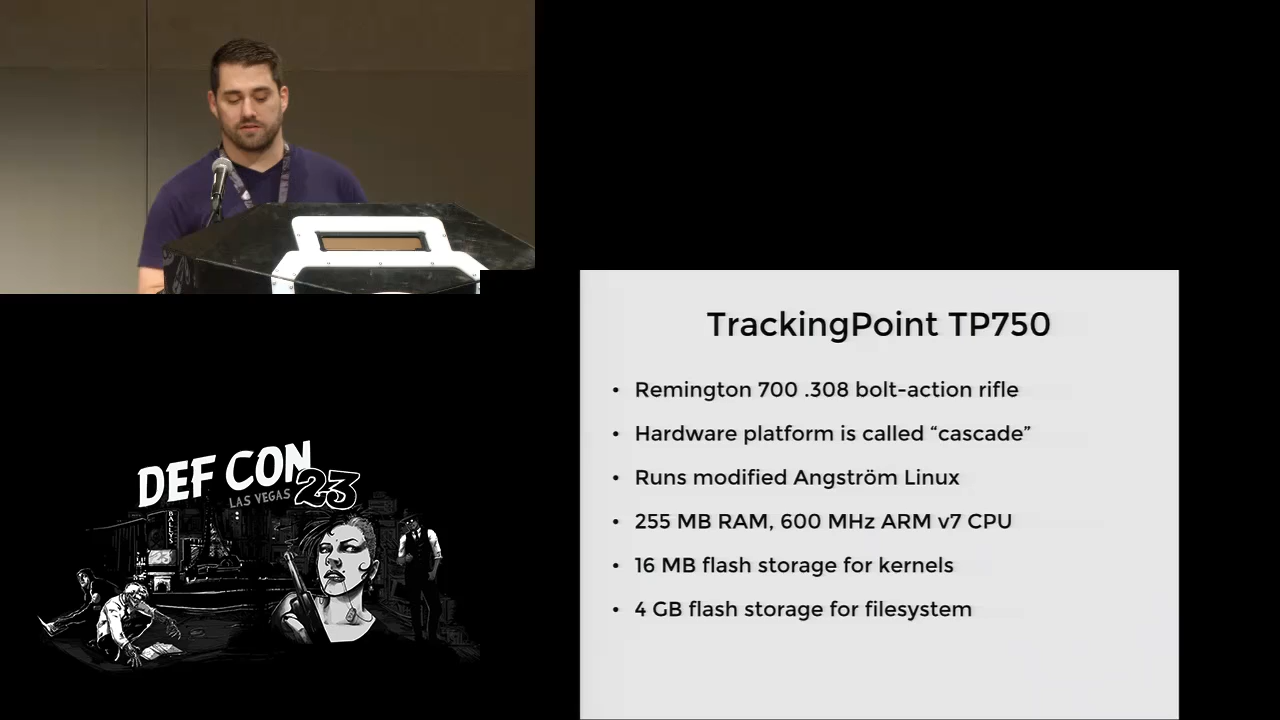 TrackingPoint TP750
• Remington 700 .308 bolt-action rifle
• Hardware platform is called “cascade”
• Runs modified Angström Linux
• 255 MB RAM, 600 MHz ARM v7 CPU
• 16 MB flash storage for kernels
• 4 GB flash storage for filesystem
DEF CON
LAS VEGAS 23
BALLYS